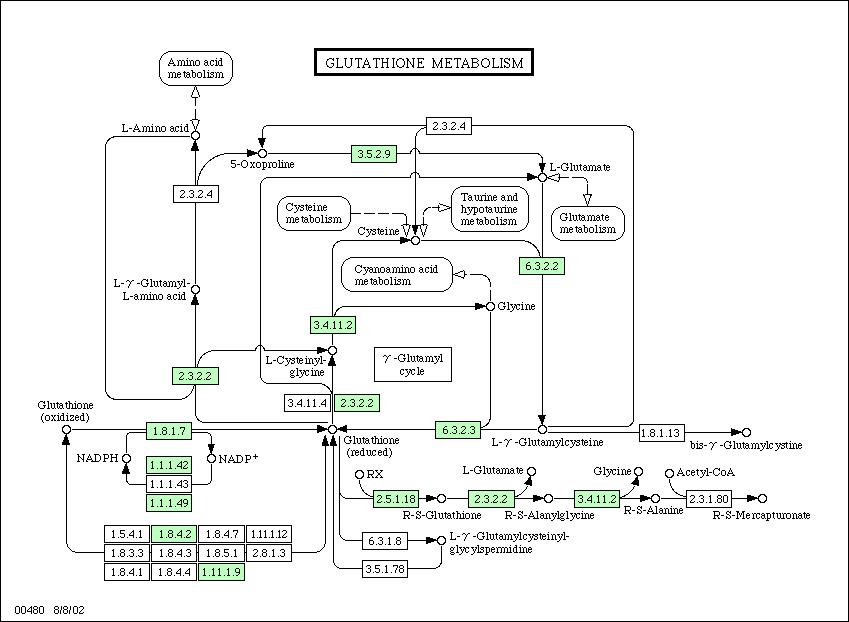 GLUTATHIONE METABOLISM
Amino acid
metabolism
L-Amino acid
2.3.2.4
5-Oxoproline
3.5.2.9
L-Glutamate
2.3.2.4
Cysteine
metabolism
Taurine and
hypotaurine
metabolism
Glutamate
metabolism
Cysteine
6.3.2.2
Cyanoamino acid
metabolism
L-γ-Glutamyl-
L-amino acid
Glycine
3.4.11.2
L-Cysteinyl-
glycine
γ-Glutamyl
cycle
2.3.2.2
3.4.11.4
2.3.2.2
Glutathione
(oxidized)
1.8.1.7
Glutathione
(reduced)
6.3.2.3
L-γ-Glutamylcysteine
1.8.1.13
bis-γ-Glutamylcystine
NADPH
NADP+
1.1.1.42
1.1.1.43
1.1.1.49
RX
L-Glutamate
Glycine
Acetyl-CoA
2.5.1.18
2.3.2.2
3.4.11.2
2.3.1.80
R-S-Glutathione
R-S-Alanylglycine
R-S-Alanine
R-S-Mercapturonate
1.5.4.1
1.8.4.2
1.8.4.7
1.11.1.12
1.8.3.3
1.8.4.3
1.8.5.1
2.8.1.3
1.8.4.1
1.8.4.4
1.11.1.9
6.3.1.8
L-γ-Glutamylcysteinyl-
glycylspermidine
3.5.1.78
00480 8/8/02